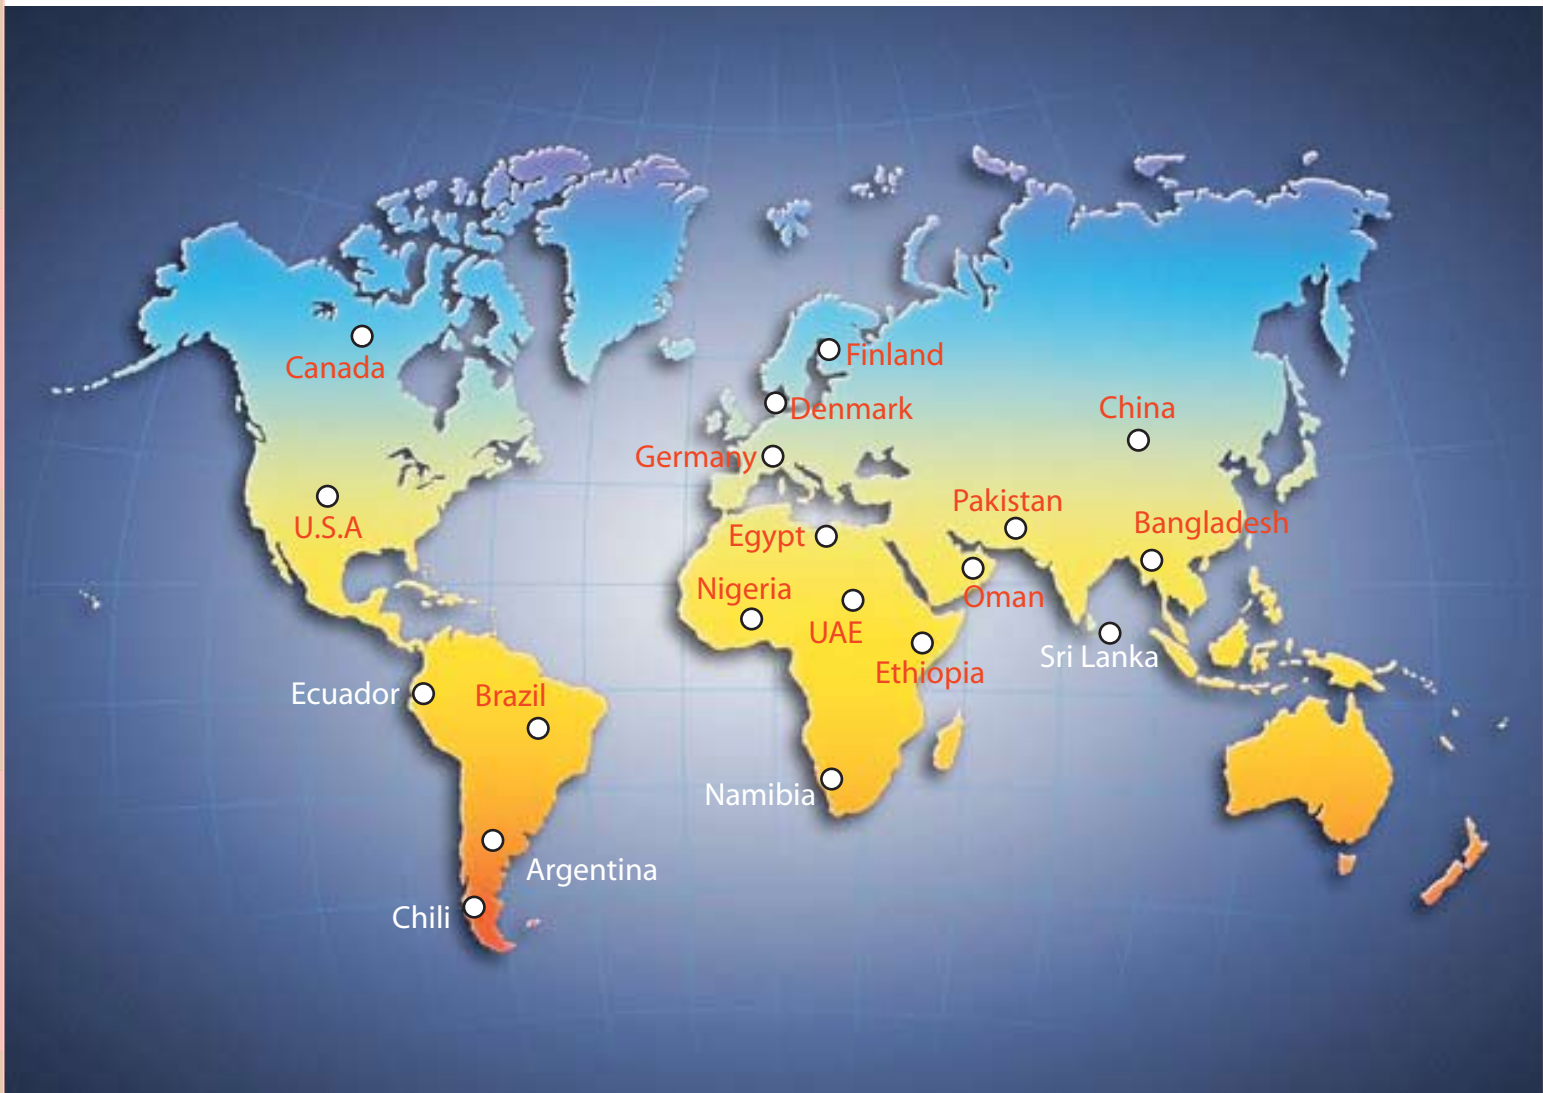 Finland
Canada
Denmark
China
Germany
Pakistan
U.S.A
Bangladesh
Egypt
Nigeria
Oman
UAE
Sri Lanka
Ethiopia
Ecuador
Brazil
Namibia
Argentina
Chili